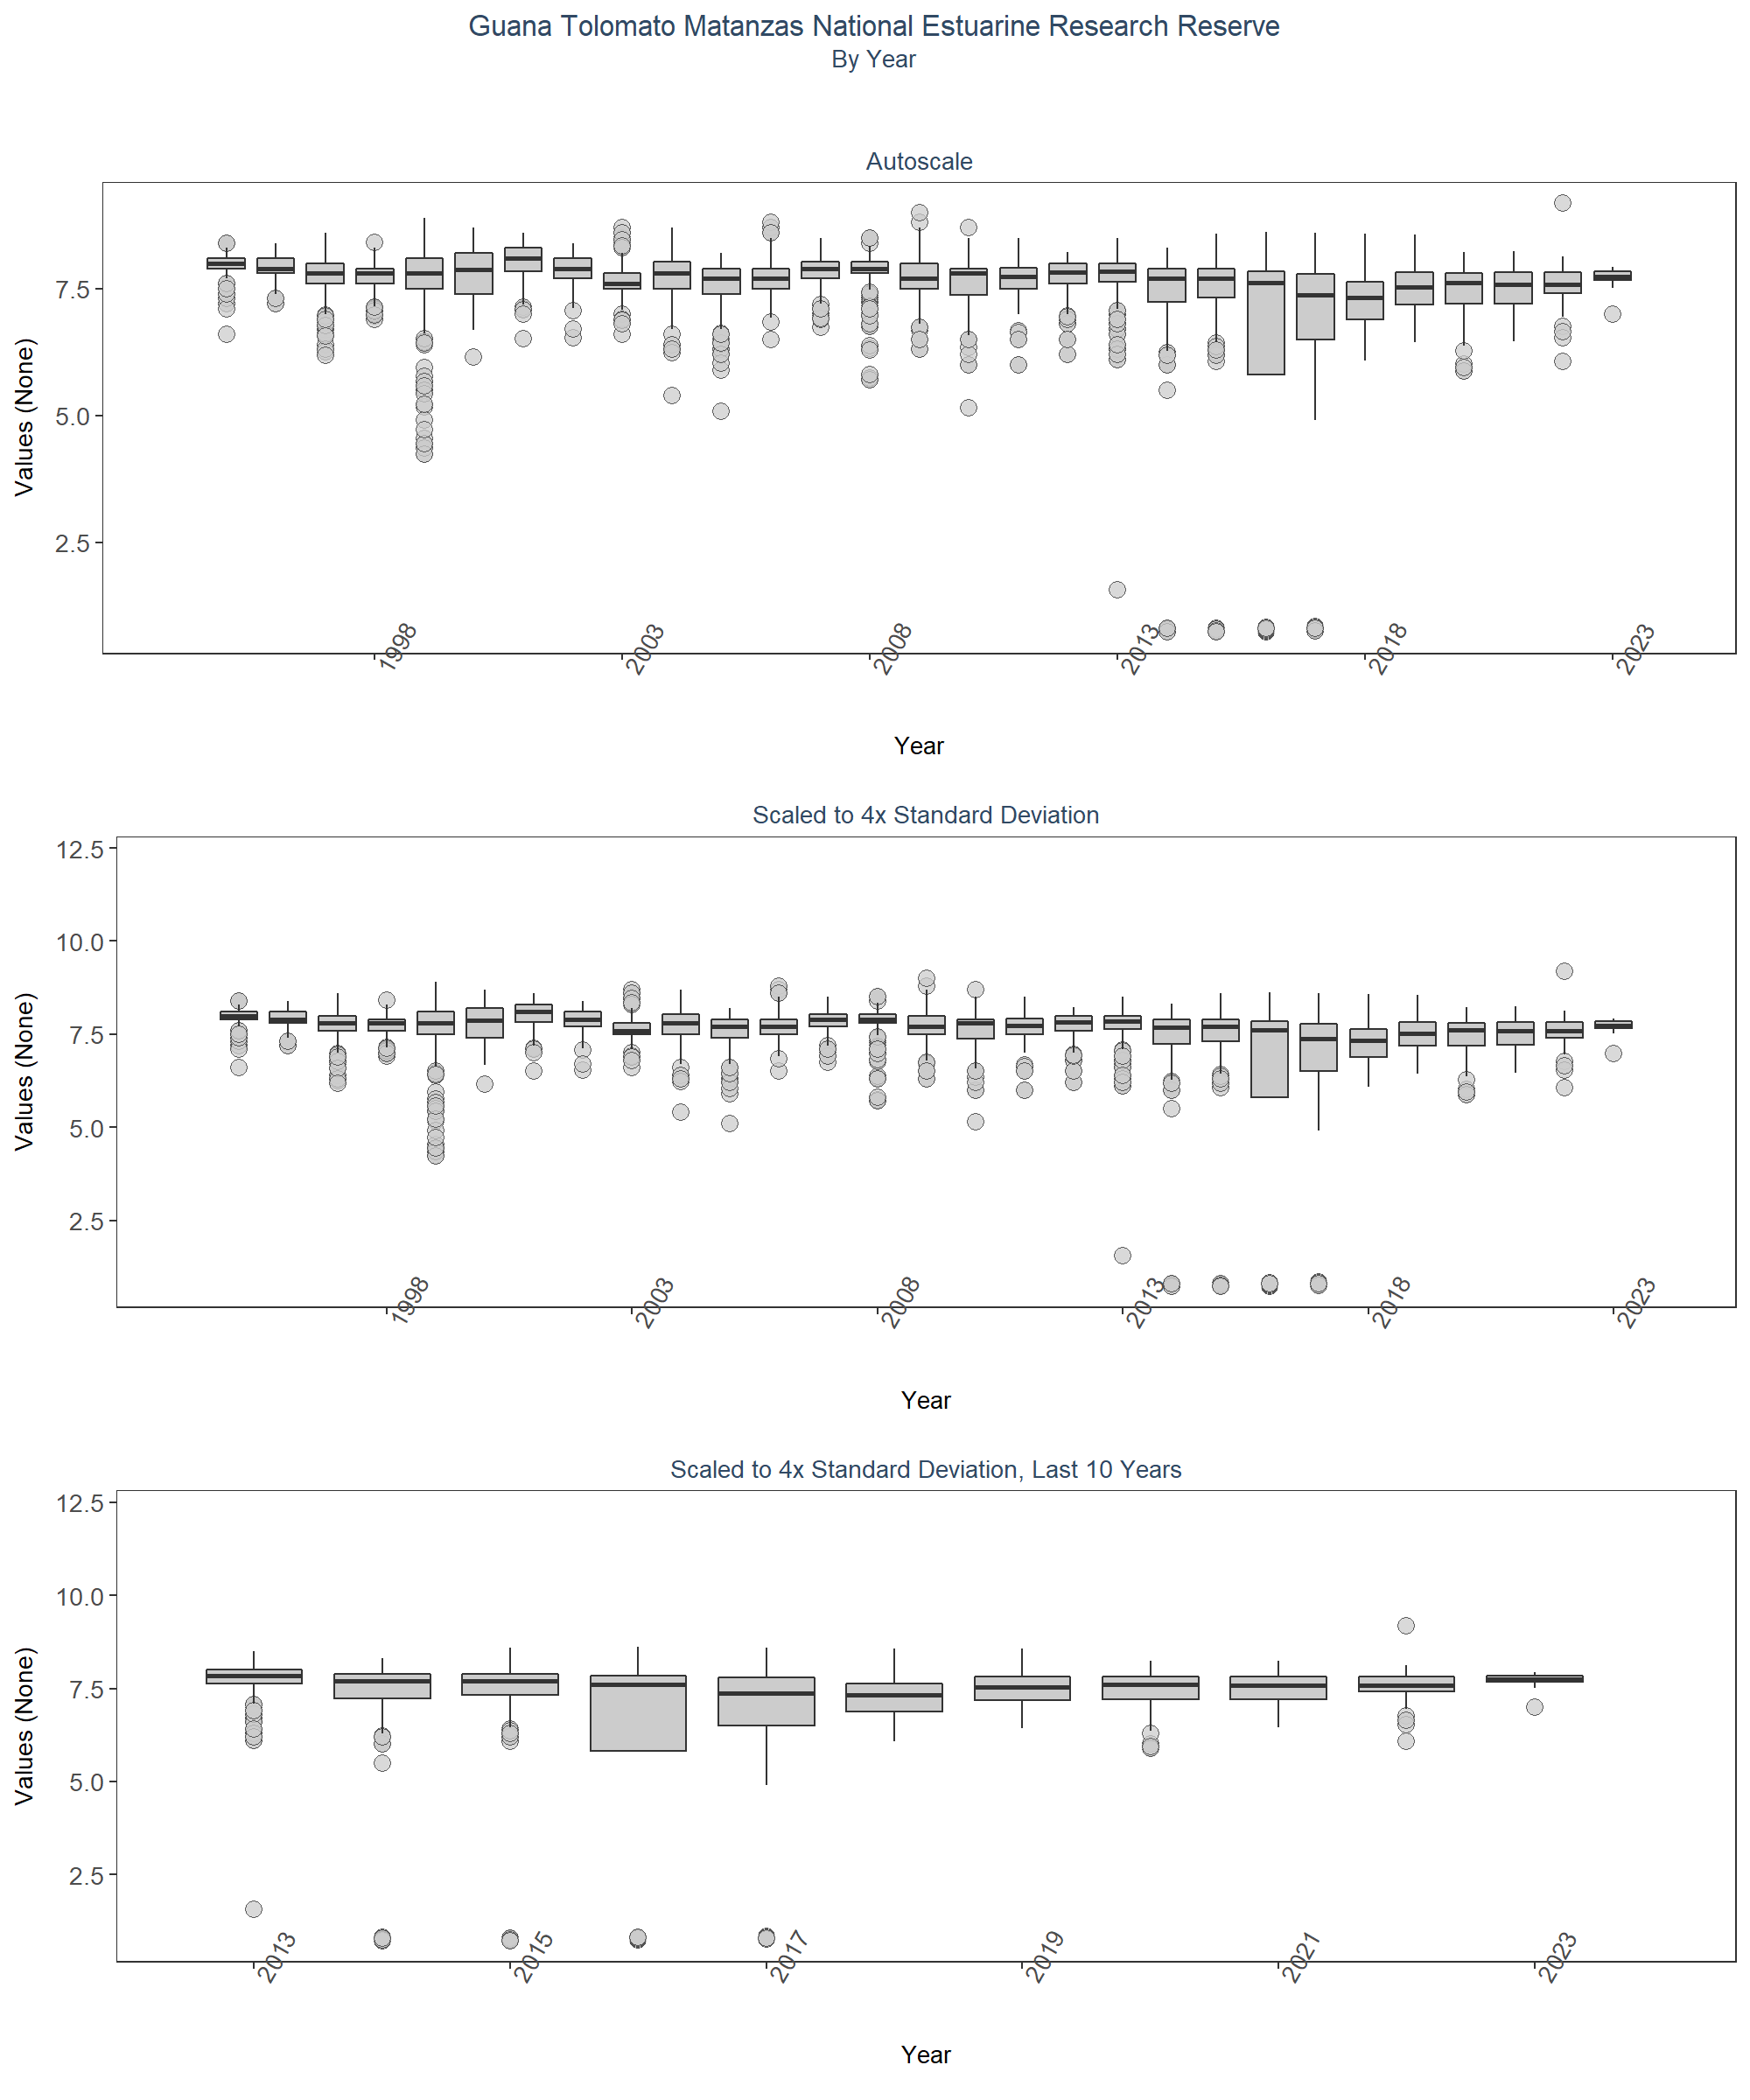 Guana Tolomato Matanzas National Estuarine Research Reserve
By Year
Autoscale
Values (None)
7.5
5.0
2.5
1998
2003
2008
2013
2018
2023
Year
Scaled to 4x Standard Deviation
Values (None)
12.5
10.0
7.5
5.0
2.5
1998
2003
2008
2013
2018
2023
Year
Scaled to 4x Standard Deviation, Last 10 Years
Values (None)
12.5
10.0
7.5
5.0
2.5
2013
2015
2017
2019
2021
2023
Year